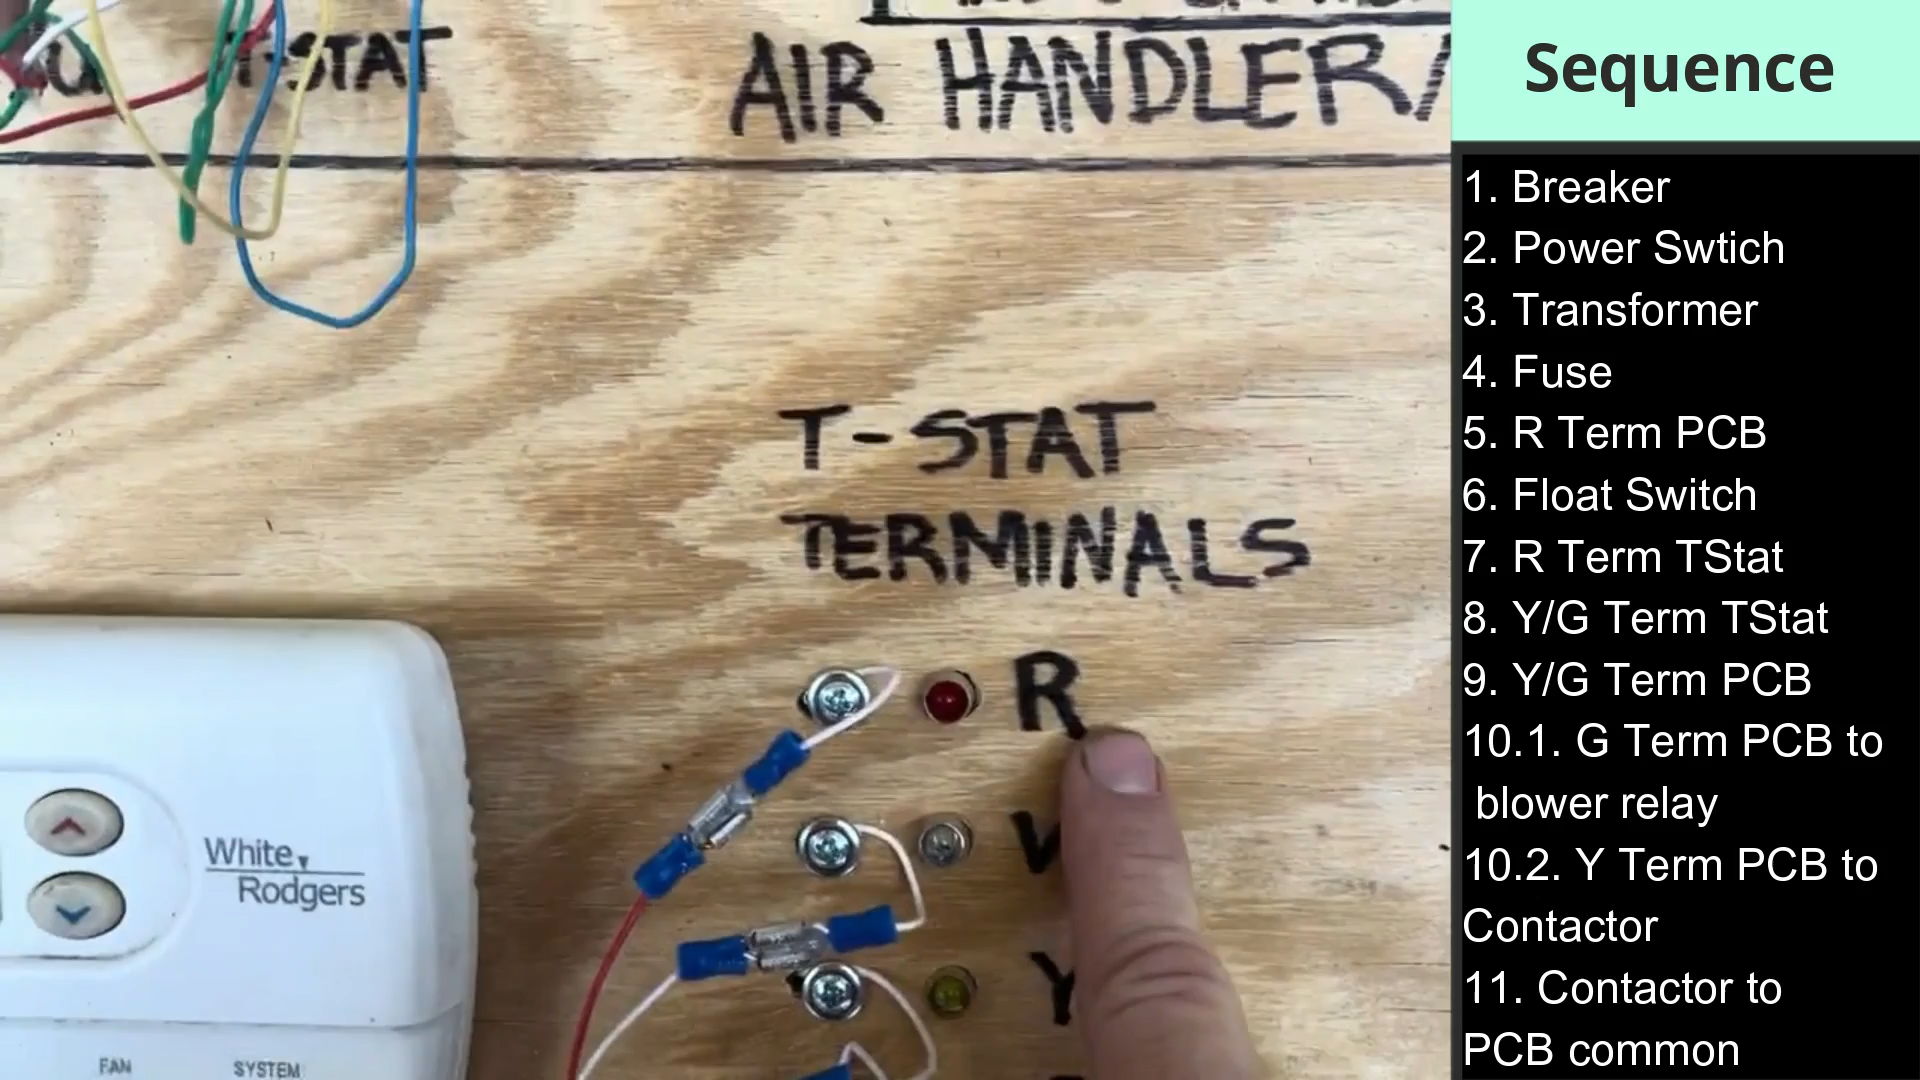 T-STAT
AIR HANDLER/
T-STAT
TERMINALS
R
Y
White
Rodgers
FAN
SYSTEM
Sequence
1. Breaker
2. Power Swtich
3. Transformer
4. Fuse
5. R Term PCB
6. Float Switch
7. R Term TStat
8. Y/G Term TStat
9. Y/G Term PCB
10.1. G Term PCB to
blower relay
10.2. Y Term PCB to
Contactor
11. Contactor to
PCB common